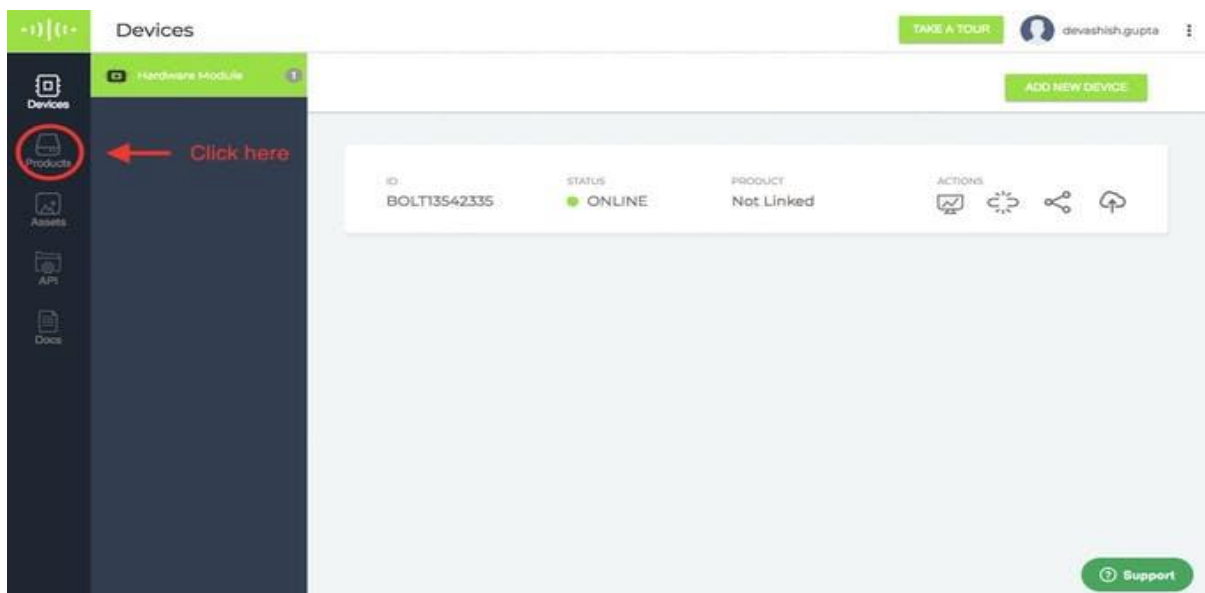 Devices
TAKE A TOUR
devashish.gupta
Devices
Hardware Module 1
ADD NEW DEVICE
Products
Click here
ID
STATUS
PRODUCT
ACTIONS
BOLT13542335
ONLINE
Not Linked
Assets
API
Docs
Support